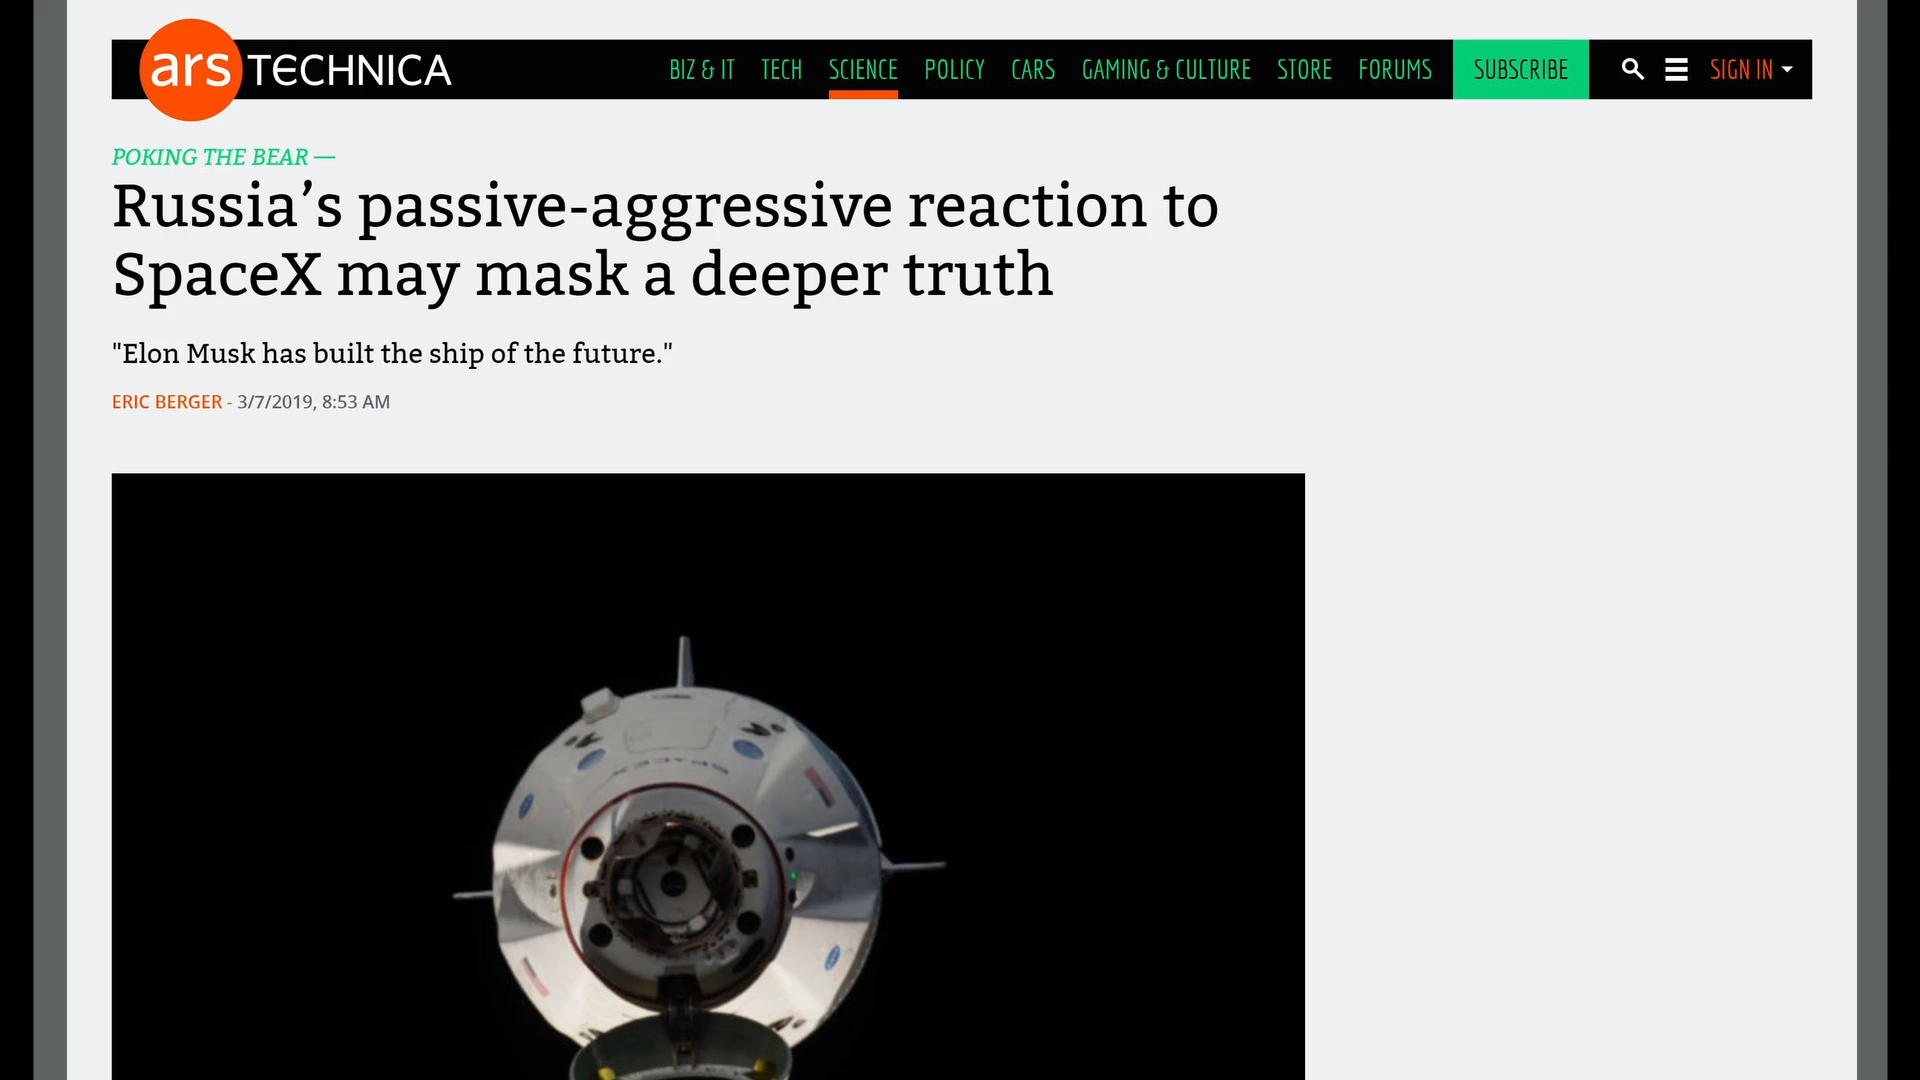 ars TECHNICA
BIZ & IT TECH SCIENCE POLICY CARS GAMING & CULTURE STORE FORUMS SUBSCRIBE SIGN IN
POKING THE BEAR —
Russia’s passive-aggressive reaction to
SpaceX may mask a deeper truth
"Elon Musk has built the ship of the future."
ERIC BERGER - 3/7/2019, 8:53 AM
SPACEX